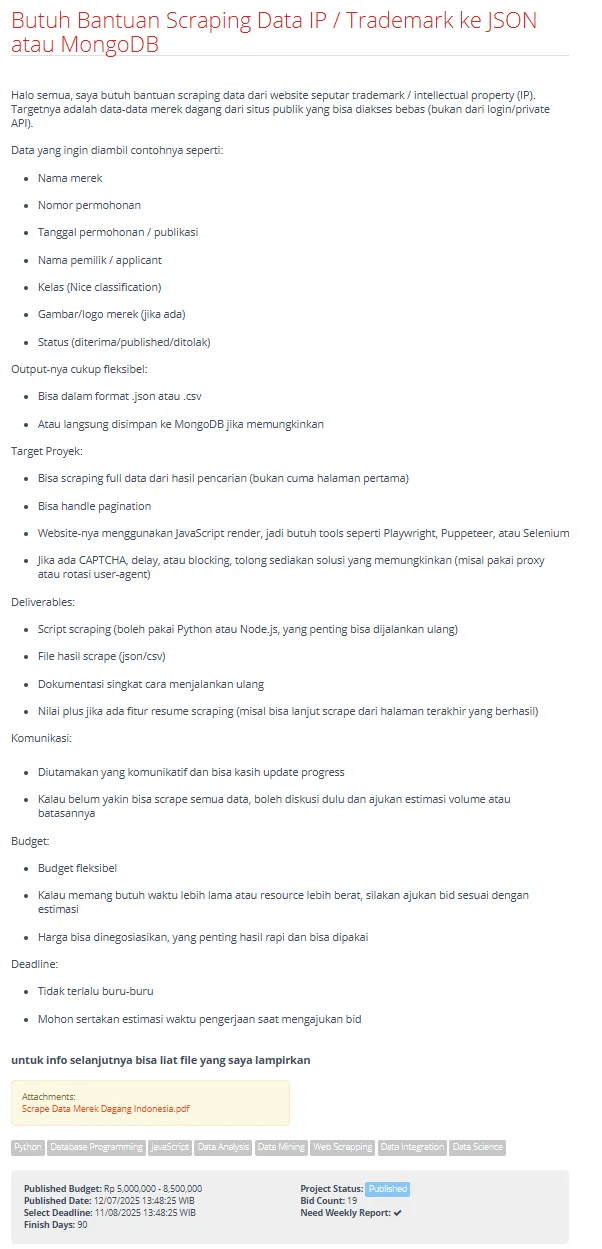 Butuh Bantuan Scraping Data IP / Trademark ke JSON
atau MongoDB
Halo semua, saya butuh bantuan scraping data dari website seputar trademark / intellectual property (IP).
Targetnya adalah data-data merek dagang dari situs publik yang bisa diakses bebas (bukan dari login/private
API).
Data yang ingin diambil contohnya seperti:
• Nama merek
• Nomor permohonan
• Tanggal permohonan / publikasi
• Nama pemilik / applicant
• Kelas (Nice classification)
• Gambar/logo merek (jika ada)
• Status (diterima/published/ditolak)
Output-nya cukup fleksibel:
• Bisa dalam format .json atau .csv
• Atau langsung disimpan ke MongoDB jika memungkinkan
Target Proyek:
• Bisa scraping full data dari hasil pencarian (bukan cuma halaman pertama)
• Bisa handle pagination
• Website-nya menggunakan JavaScript render, jadi butuh tools seperti Playwright, Puppeteer, atau Selenium
• Jika ada CAPTCHA, delay, atau blocking, tolong sediakan solusi yang memungkinkan (misal pakai proxy
atau rotasi user-agent)
Deliverables:
• Script scraping (boleh pakai Python atau Node.js, yang penting bisa dijalankan ulang)
• File hasil scrape (json/csv)
• Dokumentasi singkat cara menjalankan ulang
• Nilai plus jika ada fitur resume scraping (misal bisa lanjut scrape dari halaman terakhir yang berhasil)
Komunikasi:
• Diutamakan yang komunikatif dan bisa kasih update progress
• Kalau belum yakin bisa scrape semua data, boleh diskusi dulu dan ajukan estimasi volume atau
batasannya
Budget:
• Budget fleksibel
• Kalau memang butuh waktu lebih lama atau resource lebih berat, silakan ajukan bid sesuai dengan
estimasi
• Harga bisa dinegosiasikan, yang penting hasil rapi dan bisa dipakai
Deadline:
• Tidak terlalu buru-buru
• Mohon sertakan estimasi waktu pengerjaan saat mengajukan bid
untuk info selanjutnya bisa liat file yang saya lampirkan
Attachments:
Scrape Data Merek Dagang Indonesia.pdf
Python Database Programming JavaScript Data Analysis Data Mining Web Scrapping Data Integration Data Science
Published Budget: Rp 5,000,000 - 8,500,000
Published Date: 12/07/2025 13:48:25 WIB
Select Deadline: 11/08/2025 13:48:25 WIB
Finish Days: 90
Project Status: Published
Bid Count: 19
Need Weekly Report: ✔